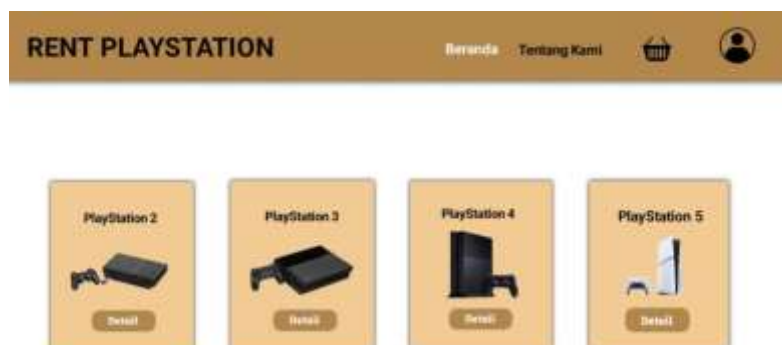 RENT PLAYSTATION
Beranda Tentang Kami
PlayStation 2
PlayStation 3
PlayStation 4
PlayStation 5
Detail
Detail
Detail
Detail